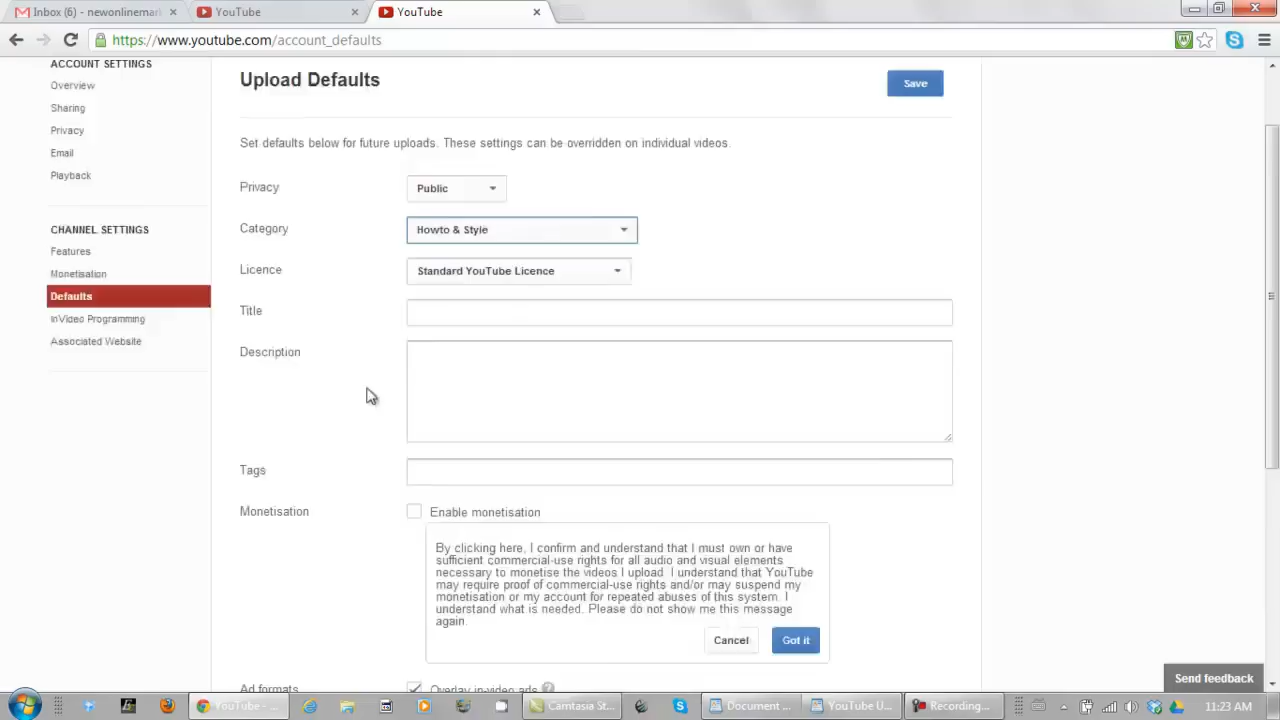 Inbox (6) - newonlinemar
YouTube
YouTube
https://www.youtube.com/account_defaults
ACCOUNT SETTINGS
Overview
Sharing
Privacy
Email
Playback
CHANNEL SETTINGS
Features
Monetisation
Defaults
InVideo Programming
Associated Website
Upload Defaults
Save
Set defaults below for future uploads. These settings can be overridden on individual videos.
Privacy
Public
Category
Howto & Style
Licence
Standard YouTube Licence
Title
Description
Tags
Monetisation
Enable monetisation
By clicking here, I confirm and understand that I must own or have
sufficient commercial-use rights for all audio and visual elements
necessary to monetise the videos I upload. I understand that YouTube
may require proof of commercial-use rights and/or may suspend my
monetisation or my account for repeated abuses of this system. I
understand what is needed. Please do not show me this message
again.
Cancel
Got it
Ad formats
Overlay in-video ads
Send feedback
YouTube - ...
Camtasia St...
Document ...
YouTube U...
Recording...
11:23 AM